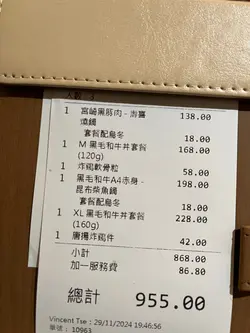 1 宮崎黑豚肉 - 壽喜 138.00
燒鍋
套餐配烏冬 18.00
1 M 黑毛和牛丼套餐 168.00
(120g)
1 炸雞軟骨粒 58.00
1 黑毛和牛A4赤身 - 198.00
昆布柴魚鍋
套餐配烏冬 18.00
1 XL 黑毛和牛丼套餐 228.00
(160g)
1 唐揚炸雞件 42.00
小計 868.00
加一服務費 86.80
總計 955.00
Vincent Tse : 29/11/2024 19:46:56
單號 : 10963